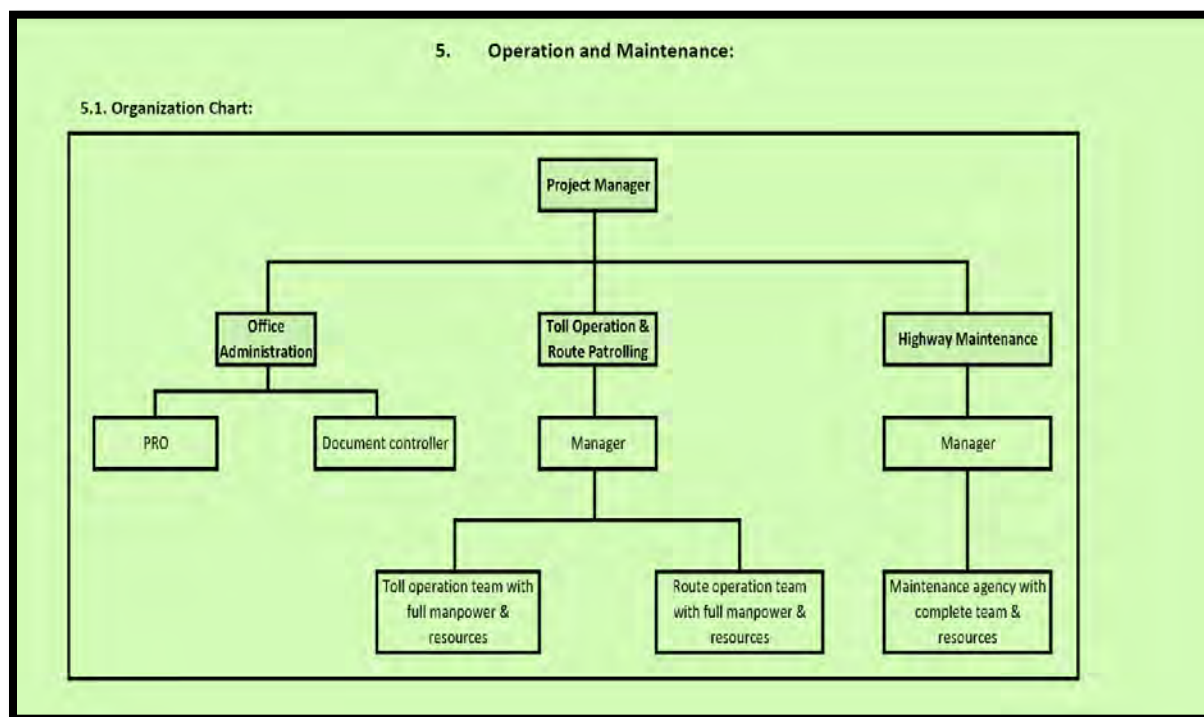 5. Operation and Maintenance:
5.1. Organization Chart:
Project Manager
Office
Administration
Toll Operation &
Route Patrolling
Highway Maintenance
PRO
Document controller
Manager
Manager
Toll operation team with
full manpower &
resources
Route operation team
with full manpower &
resources
Maintenance agency with
complete team &
resources